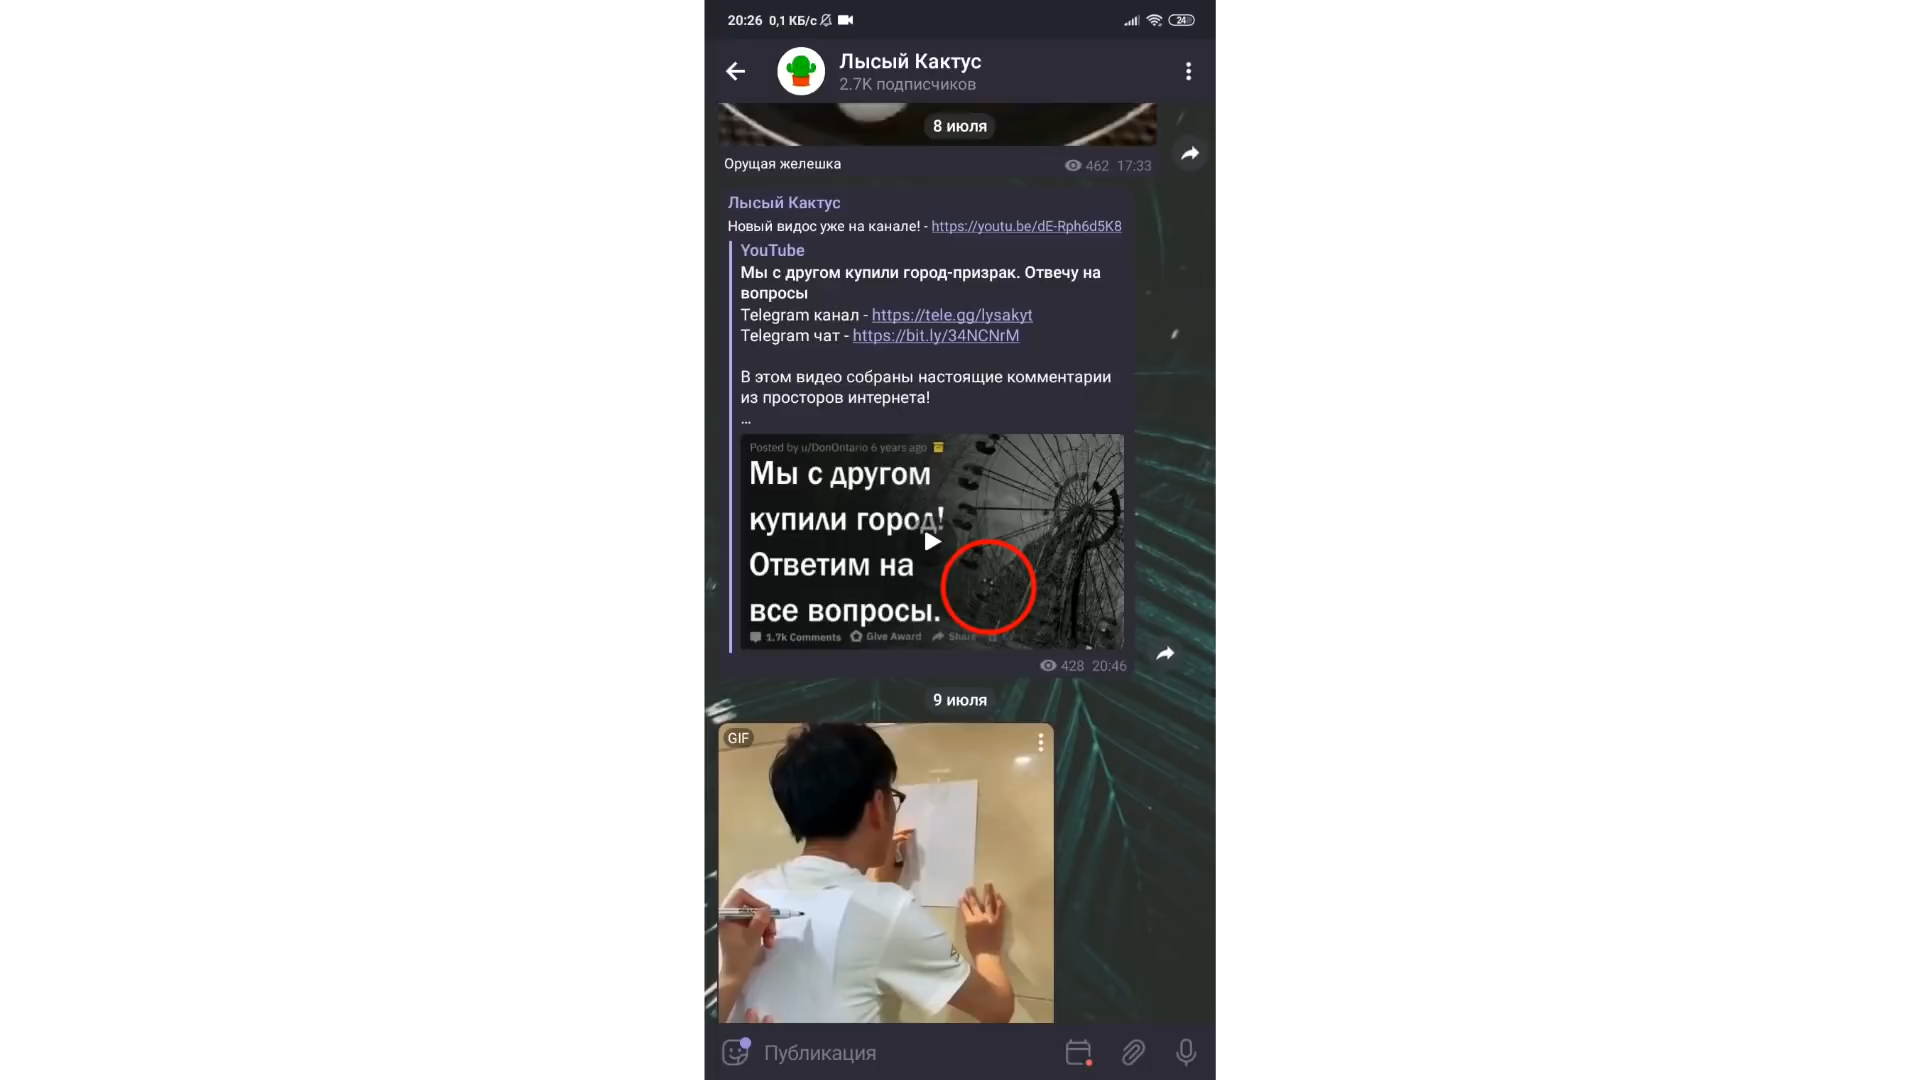 20:26 0,1 КБ/с
24
Лысый Кактус
2.7K подписчиков
8 июля
Орущая желешка
462 17:33
Лысый Кактус
Новый видос уже на канале! - https://youtu.be/dE-Rph6d5K8
YouTube
Мы с другом купили город-призрак. Отвечу на
вопросы
Telegram канал - https://tele.gg/lysakyt
Telegram чат - https://bit.ly/34NCNrM
В этом видео собраны настоящие комментарии
из просторов интернета!
...
Posted by u/DonOntario 6 years ago
Мы с другом
купили город!
Ответим на
все вопросы.
1.7k Comments Give Award Share
428 20:46
9 июля
GIF
Публикация